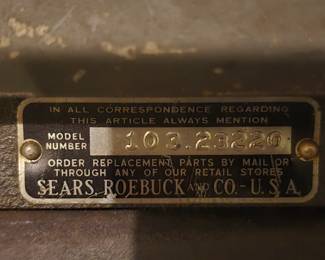 IN ALL CORRESPONDENCE REGARDING
THIS ARTICLE ALWAYS MENTION
MODEL NUMBER 103.23220
ORDER REPLACEMENT PARTS BY MAIL OR
THROUGH ANY OF OUR RETAIL STORES
SEARS, ROEBUCK AND CO.-U.S.A.